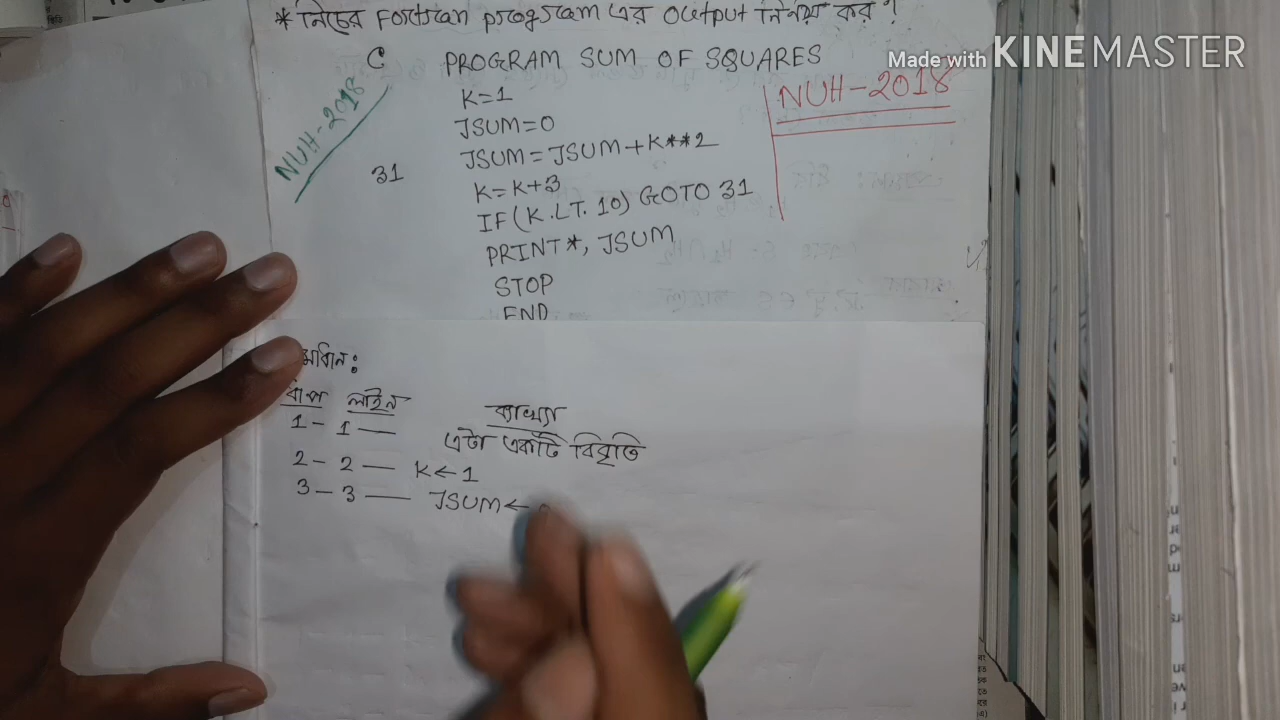 * নিচের Fortran program এর output নির্ণয় কর?
Made with KINEMASTER
C PROGRAM SUM OF SQUARES
NUH-2018
NUH-2018
K=1
JSUM=0
31 JSUM=JSUM+K**2
K=K+3
IF(K.LT.10) GOTO 31
PRINT*, JSUM
STOP
END
ধাপ লাইন ব্যাখ্যা
1- 1 — এটা একটি বিবৃতি
2- 2 — K←1
3- 3 — JSUM←